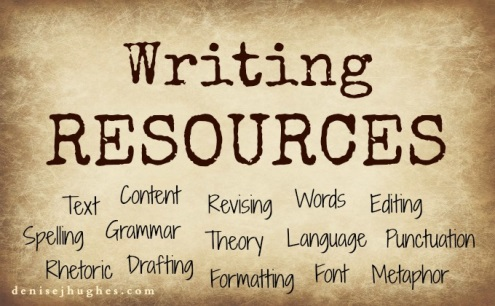 Writing
RESOURCES
Text Content Revising Words Editing
Spelling Grammar Theory Language Punctuation
Rhetoric Drafting Formatting Font Metaphor
denisejhughes.com